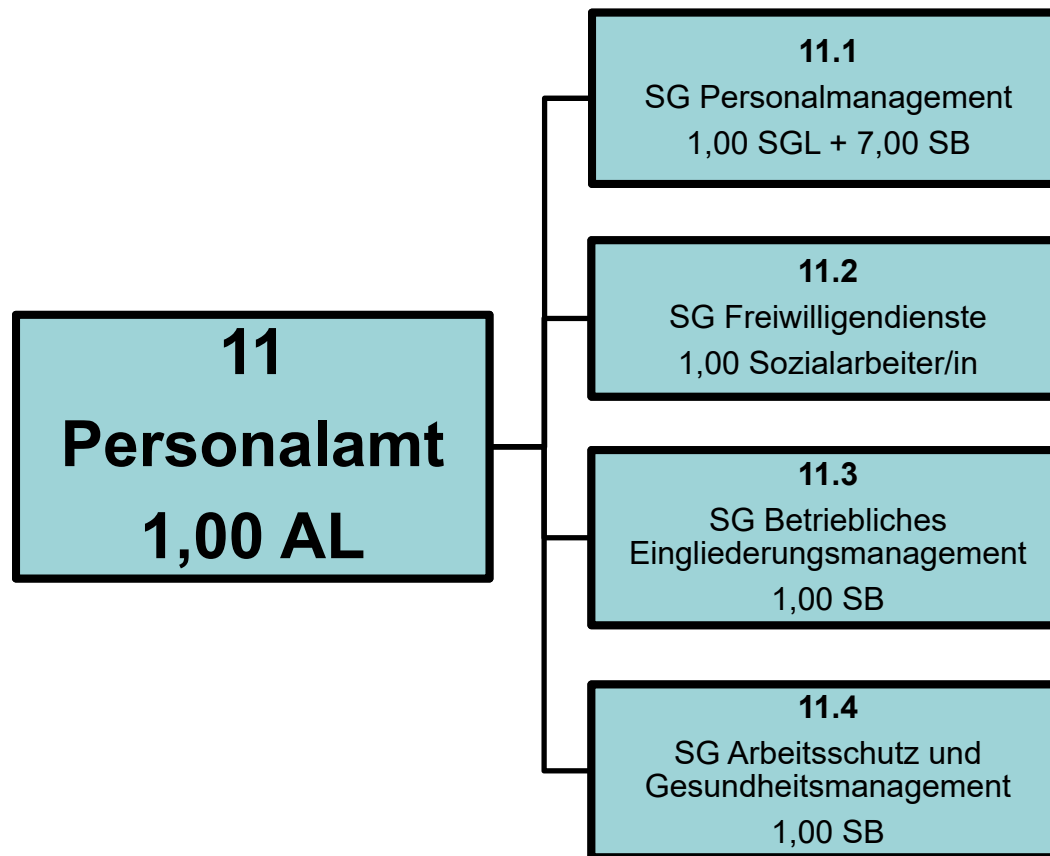 11
Personalamt
1,00 AL
11.1
SG Personalmanagement
1,00 SGL + 7,00 SB
11.2
SG Freiwilligendienste
1,00 Sozialarbeiter/in
11.3
SG Betriebliches
Eingliederungsmanagement
1,00 SB
11.4
SG Arbeitsschutz und
Gesundheitsmanagement
1,00 SB